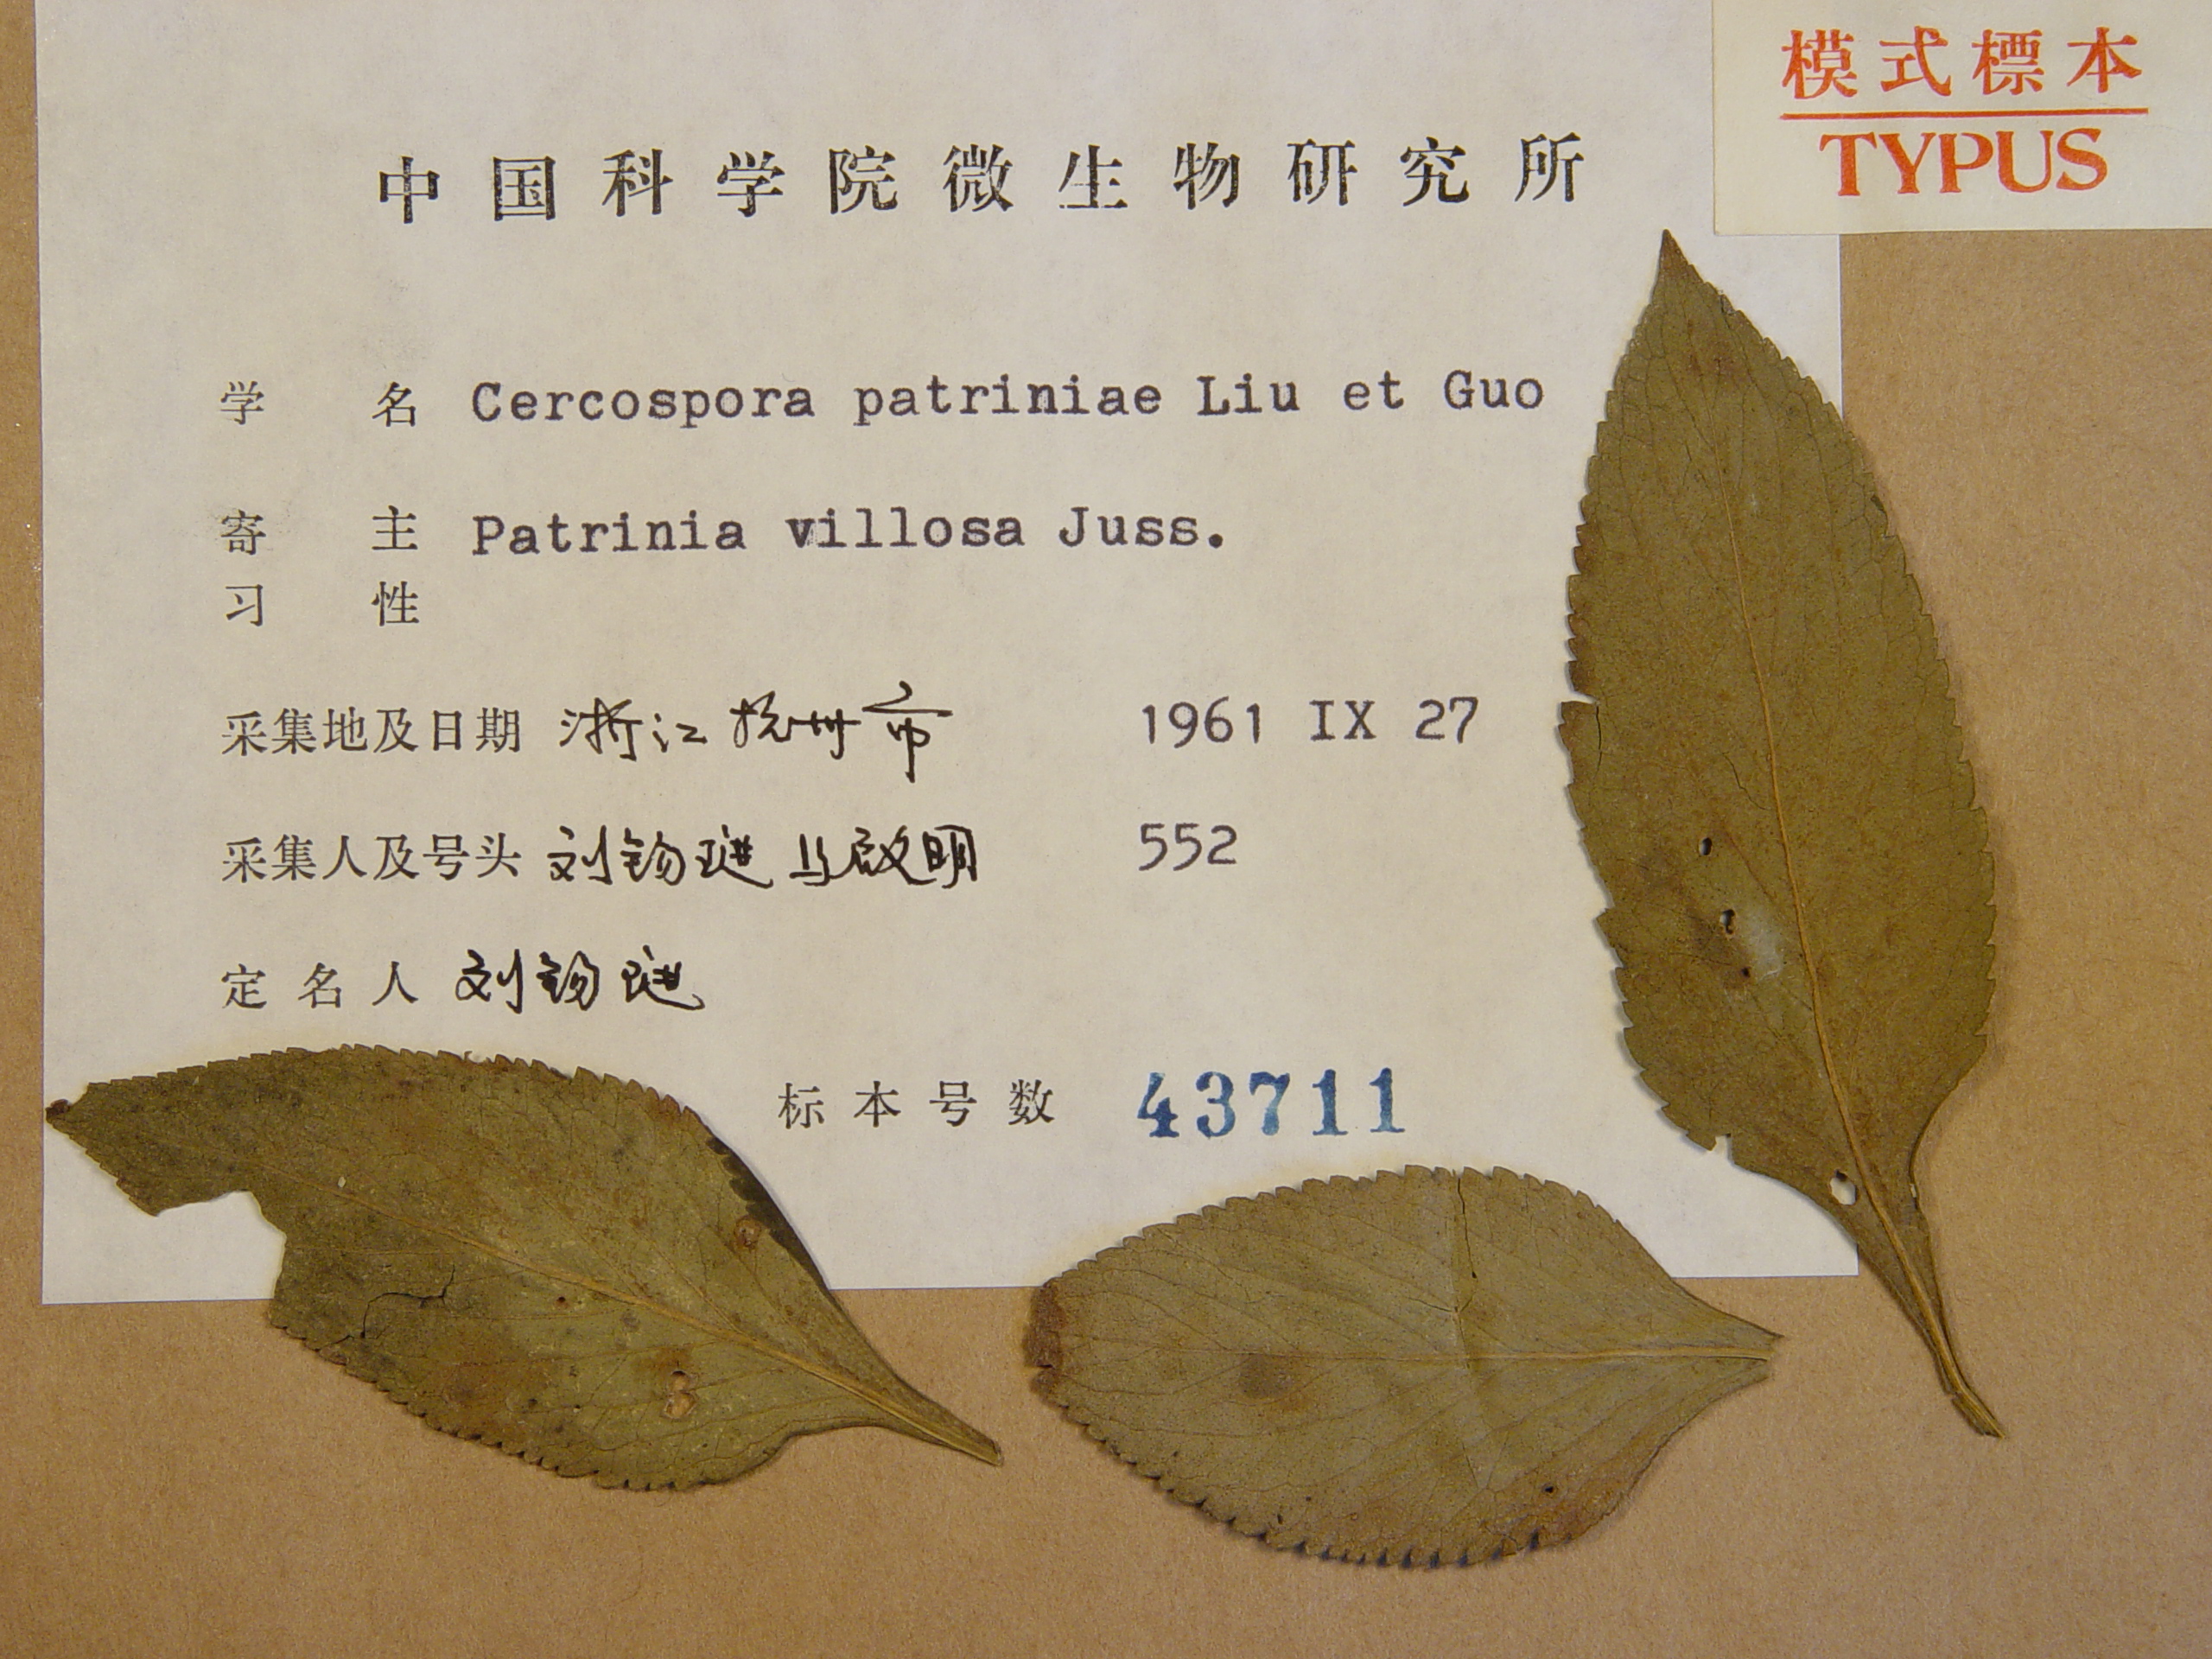 模式標本
TYPUS
中国科学院微生物研究所
学名 Cercospora patriniae Liu et Guo
寄主 Patrinia villosa Juss.
习性
采集地及日期 浙江杭州市 1961 IX 27
采集人及号头 刘锡琎 马启明 552
定名人 刘锡琎
标本号数 43711